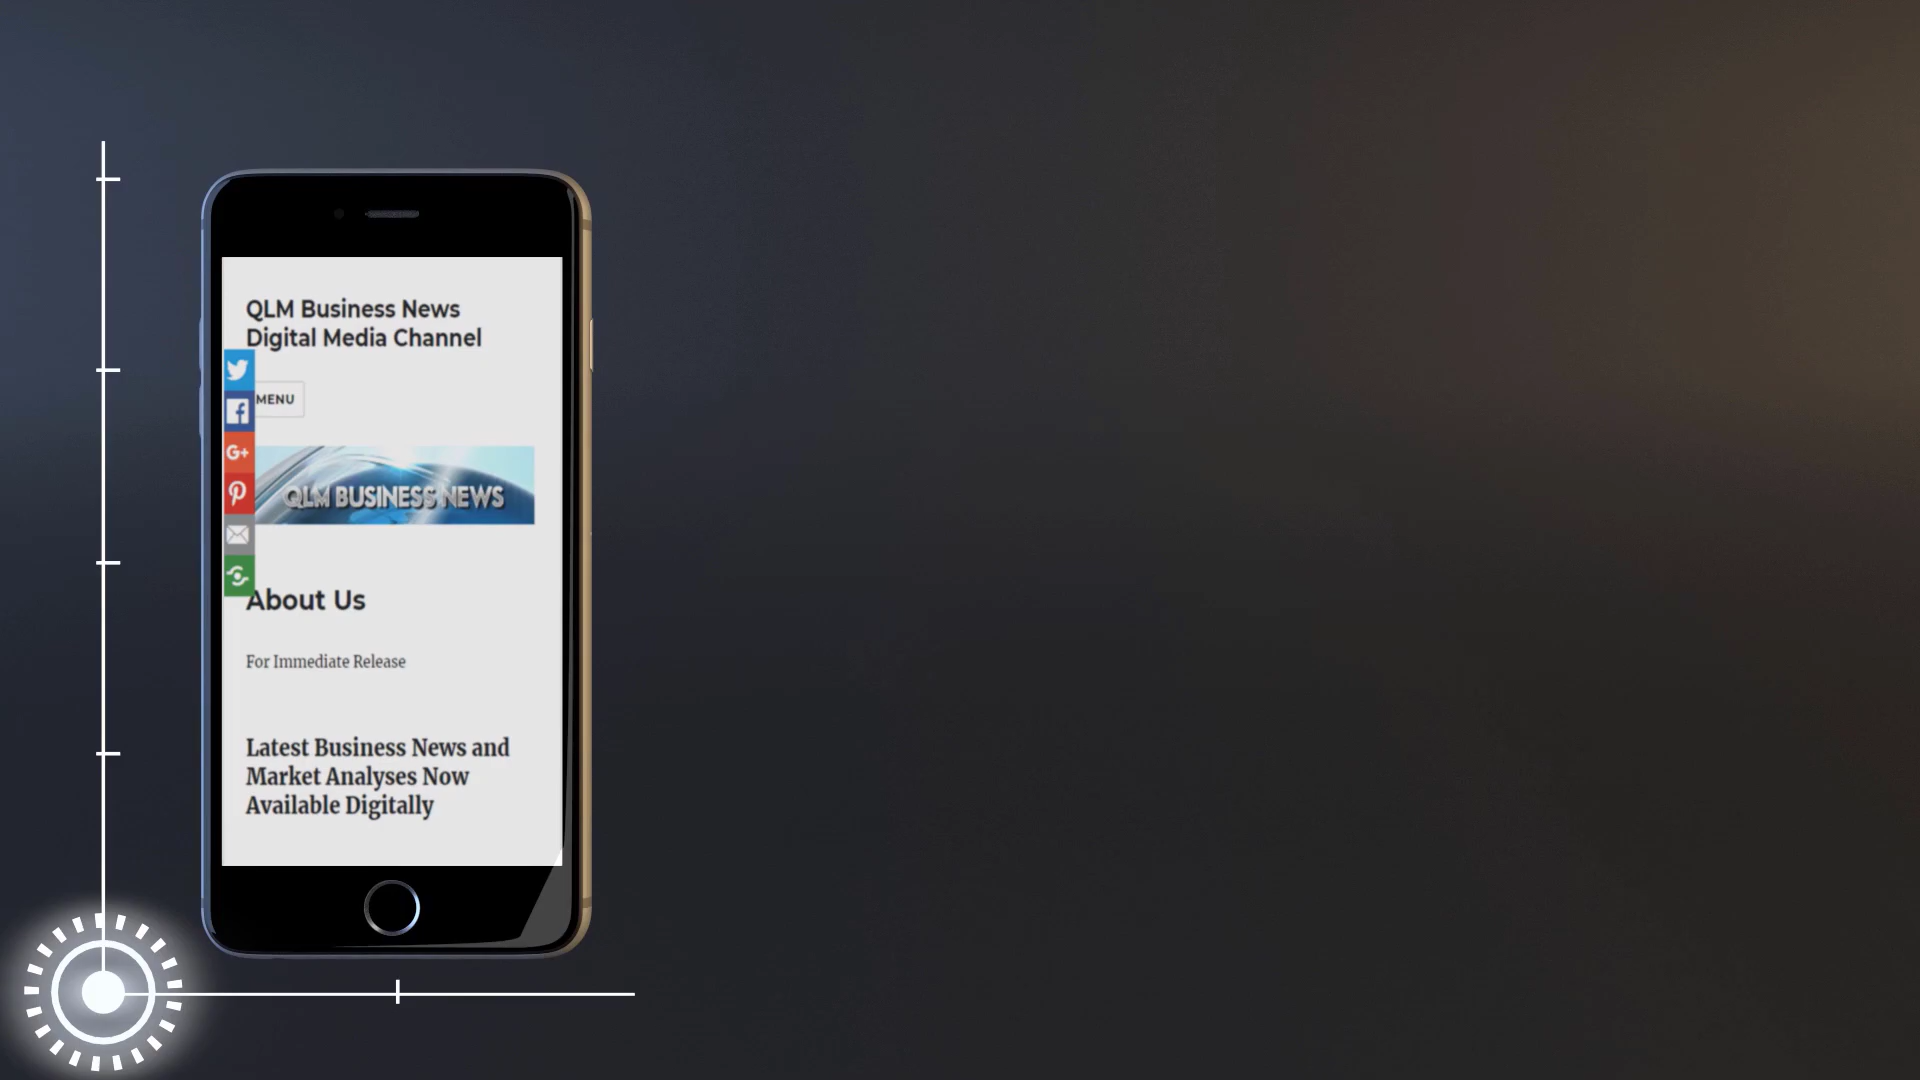 QLM Business News
Digital Media Channel
MENU
QLM BUSINESS NEWS
About Us
For Immediate Release
Latest Business News and
Market Analyses Now
Available Digitally